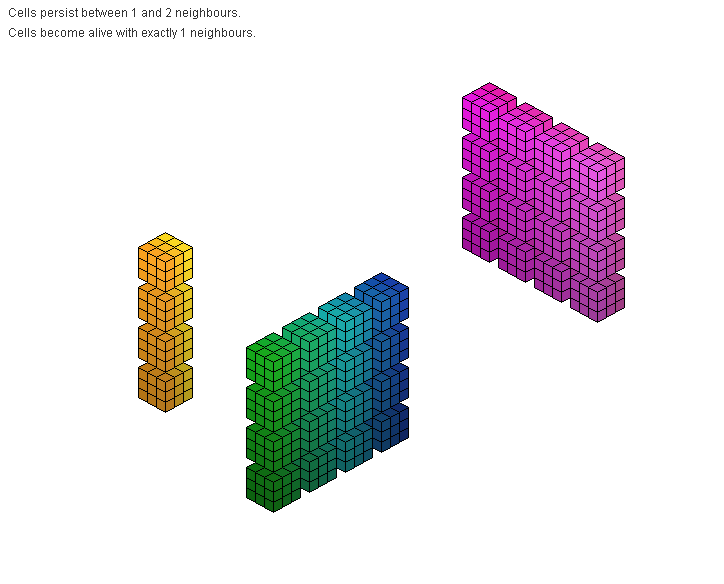 Cells persist between 1 and 2 neighbours.
Cells become alive with exactly 1 neighbours.